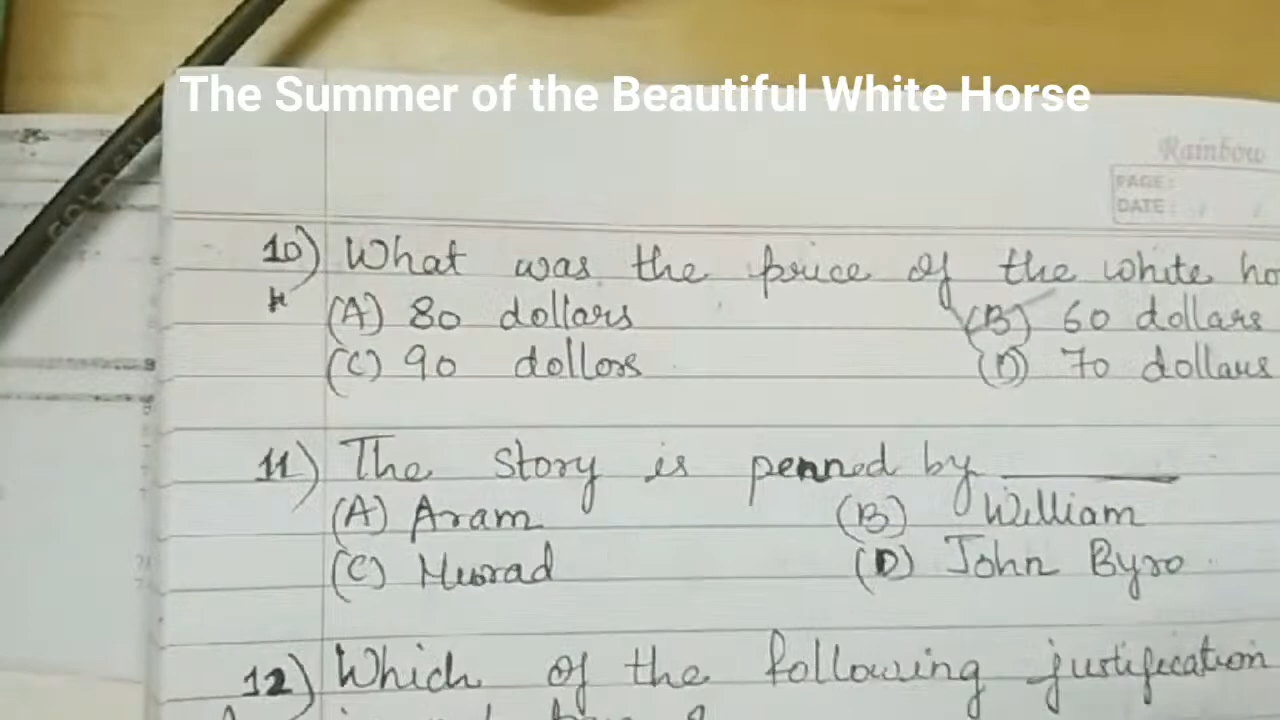 The Summer of the Beautiful White Horse
Rainbow
PAGE:
DATE:
10) What was the price of the white ho
(A) 80 dollars (B) 60 dollars
(C) 90 dollors (D) 70 dollars
11) The story is penned by ______
(A) Aram (B) William
(C) Murad (D) John Byro
12) Which of the following justification